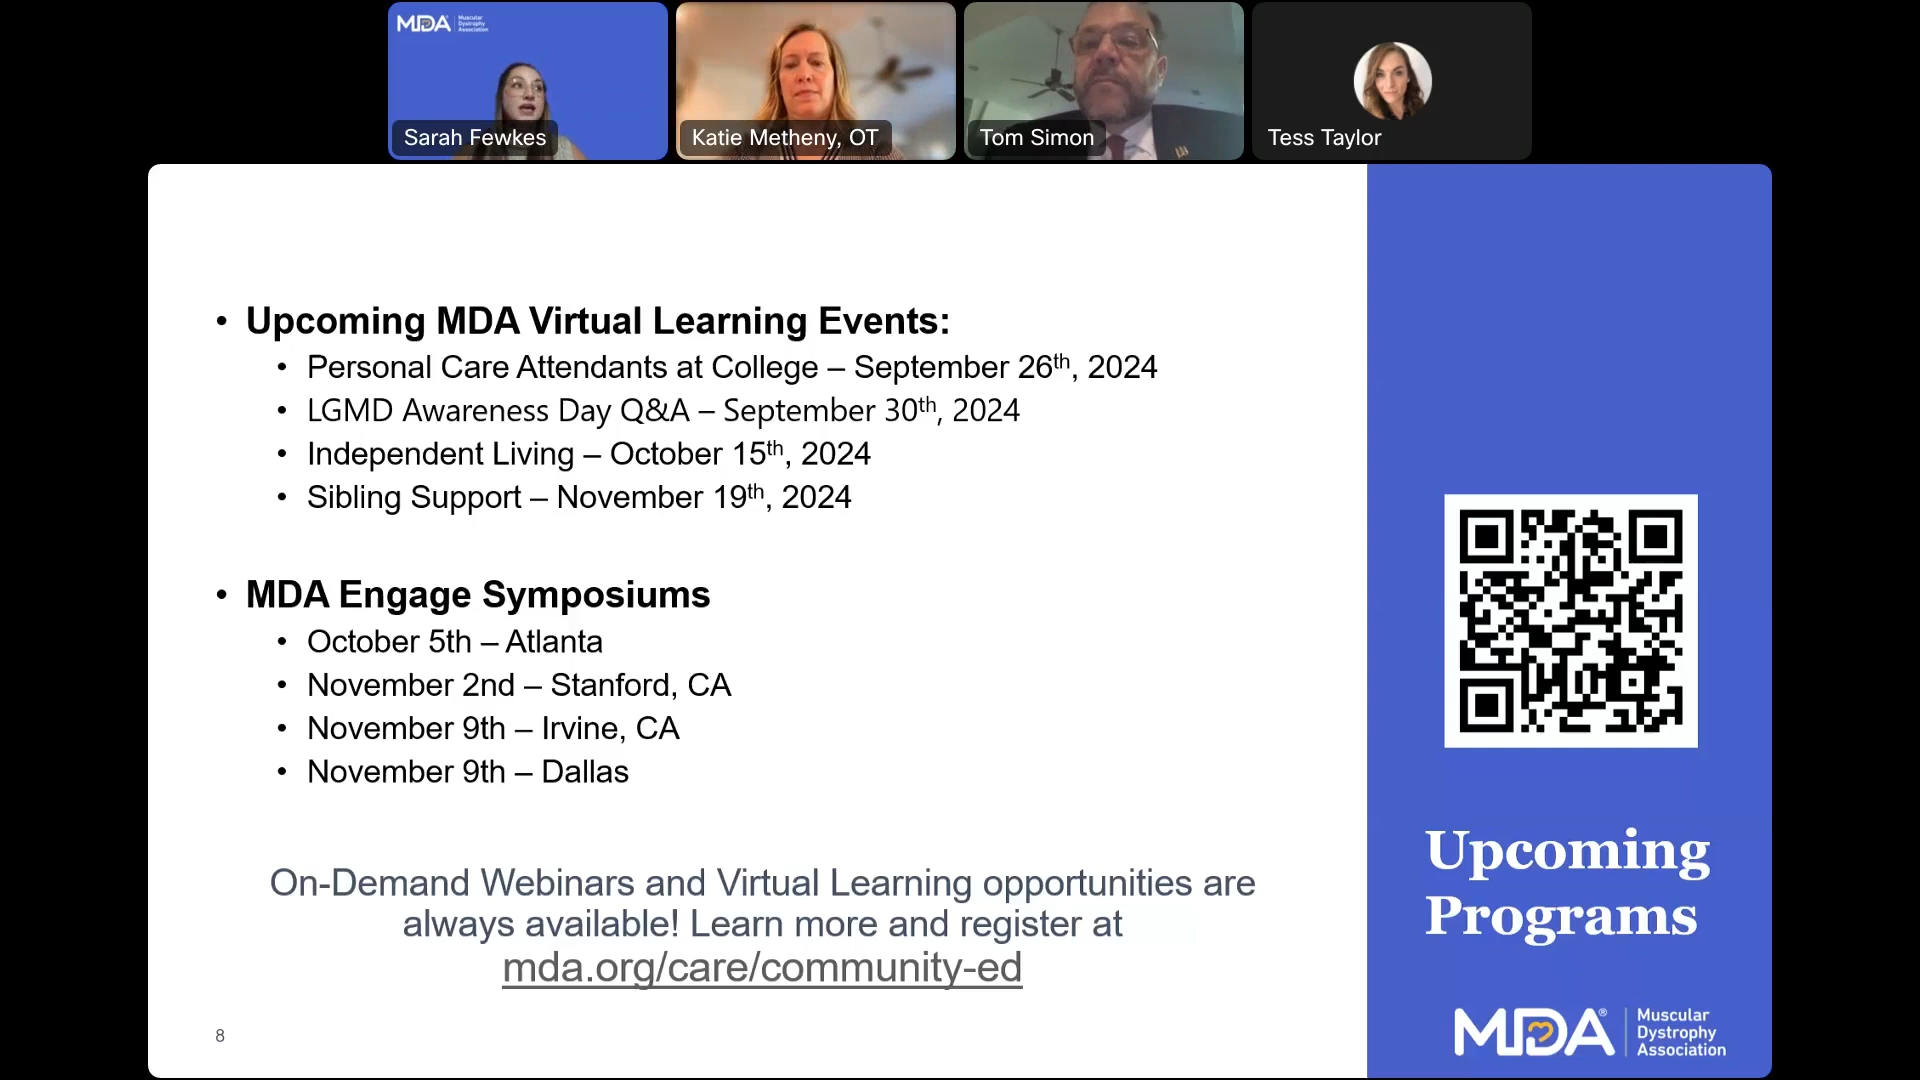 MDA Muscular
Dystrophy
Association
Sarah Fewkes
Katie Metheny, OT
Tom Simon
Tess Taylor
• Upcoming MDA Virtual Learning Events:
• Personal Care Attendants at College – September 26th, 2024
• LGMD Awareness Day Q&A – September 30th, 2024
• Independent Living – October 15th, 2024
• Sibling Support – November 19th, 2024
• MDA Engage Symposiums
• October 5th – Atlanta
• November 2nd – Stanford, CA
• November 9th – Irvine, CA
• November 9th – Dallas
On-Demand Webinars and Virtual Learning opportunities are
always available! Learn more and register at
mda.org/care/community-ed
8
Upcoming
Programs
MDA® Muscular
Dystrophy
Association